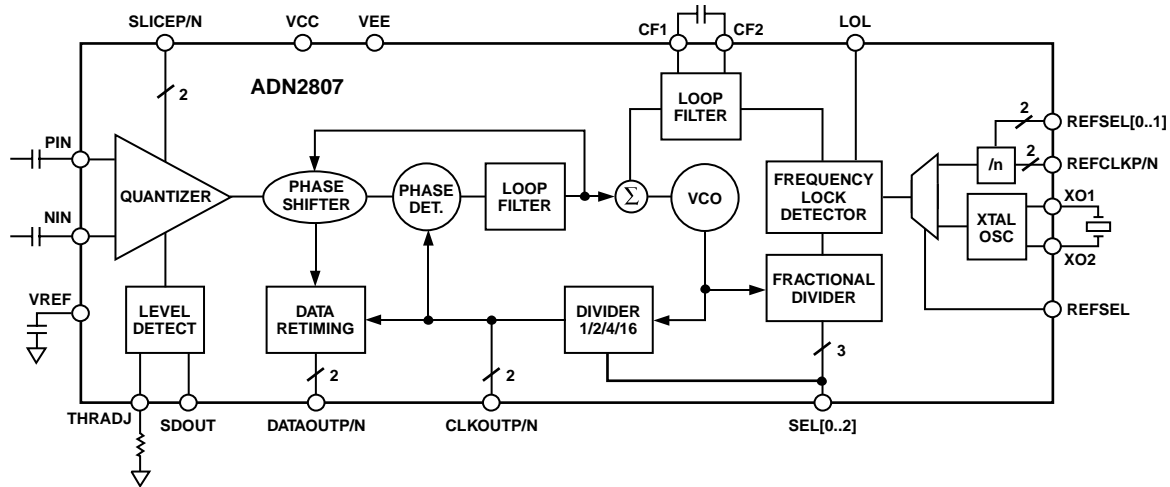 SLICEP/N
VCC
VEE
CF1
CF2
LOL
ADN2807
2
LOOP
FILTER
2
REFSEL[0..1]
PIN
/n
2
REFCLKP/N
QUANTIZER
PHASE
SHIFTER
PHASE
DET.
LOOP
FILTER
Σ
VCO
FREQUENCY
LOCK
DETECTOR
XO1
XTAL
OSC
NIN
XO2
VREF
LEVEL
DETECT
DATA
RETIMING
DIVIDER
1/2/4/16
FRACTIONAL
DIVIDER
REFSEL
2
2
3
THRADJ
SDOUT
DATAOUTP/N
CLKOUTP/N
SEL[0..2]